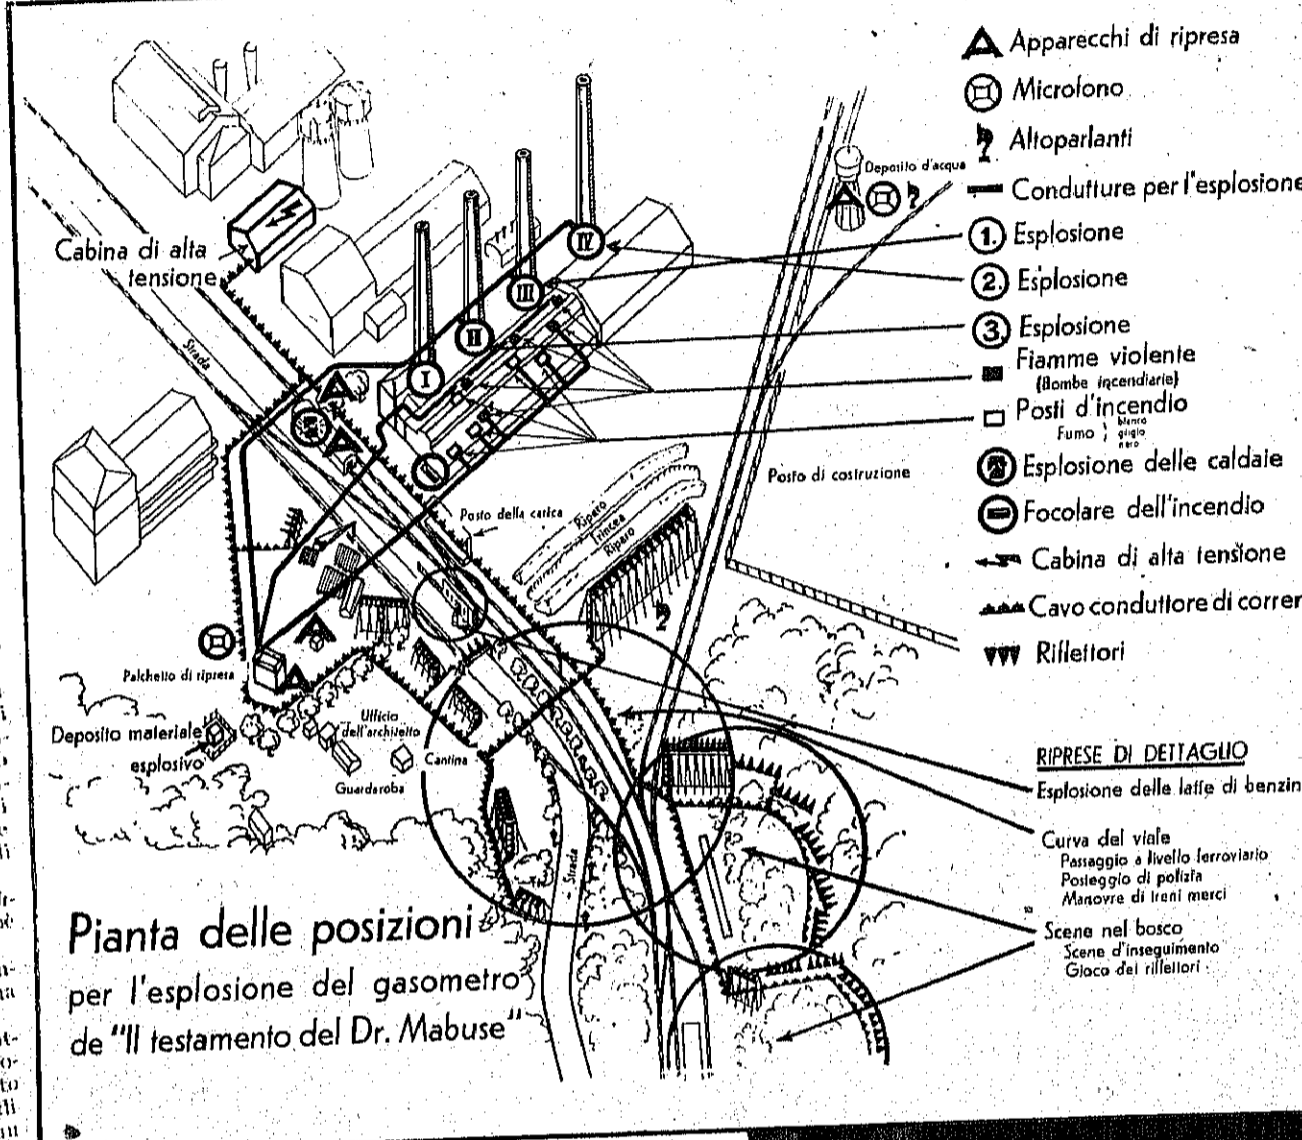 Apparecchi di ripresa
Microfono
Altoparlanti
Condutture per l'esplosione
1. Esplosione
2. Esplosione
3. Esplosione
Fiamme violente
(Bombe incendiarie)
Posti d'incendio
Fumo
bianco
grigio
nero
Esplosione delle caldaie
Focolare dell'incendio
Cabina di alta tensione
Cavo conduttore di corren
Riflettori
Deposito d'acqua
Cabina di alta
tensione
Strada
IV
III
II
I
Posto di costruzione
Posto della carica
Riparo
Trincea
Riparo
Palchetto di ripresa
Deposito materiale
esplosivo
Ufficio
dell'architetto
Guardaroba
Cantina
Strada
RIPRESE DI DETTAGLIO
Esplosione delle latte di benzin
Curva del viale
Passaggio a livello ferroviario
Posteggio di polizia
Manovre di treni merci
Scene nel bosco
Scene d'inseguimento
Gioco dei riflettori
Pianta delle posizioni
per l'esplosione del gasometro
de "Il testamento del Dr. Mabuse"